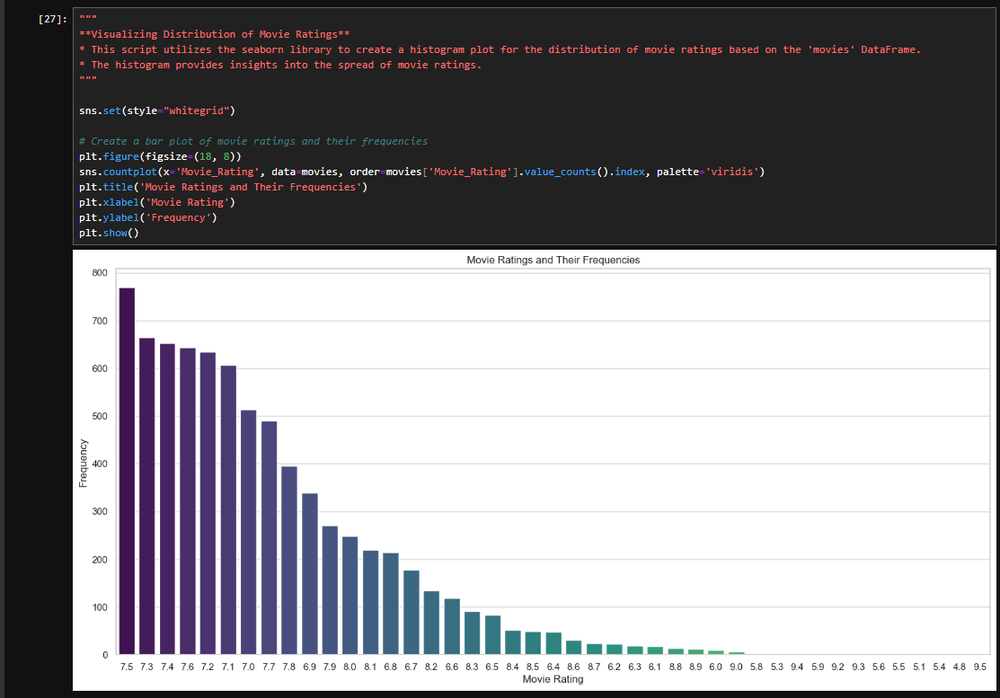 [27]: """
**Visualizing Distribution of Movie Ratings**
* This script utilizes the seaborn library to create a histogram plot for the distribution of movie ratings based on the 'movies' DataFrame.
* The histogram provides insights into the spread of movie ratings.
"""
sns.set(style="whitegrid")
# Create a bar plot of movie ratings and their frequencies
plt.figure(figsize=(18, 8))
sns.countplot(x='Movie_Rating', data=movies, order=movies['Movie_Rating'].value_counts().index, palette='viridis')
plt.title('Movie Ratings and Their Frequencies')
plt.xlabel('Movie Rating')
plt.ylabel('Frequency')
plt.show()
Movie Ratings and Their Frequencies
800
700
600
500
400
300
200
100
0
Frequency
7.5 7.3 7.4 7.6 7.2 7.1 7.0 7.7 7.8 6.9 7.9 8.0 8.1 6.8 6.7 8.2 6.6 8.3 6.5 8.4 8.5 6.4 8.6 8.7 6.2 6.3 6.1 8.8 8.9 6.0 9.0 5.8 5.3 9.4 5.9 9.2 9.3 5.6 5.5 5.1 5.4 4.8 9.5
Movie Rating